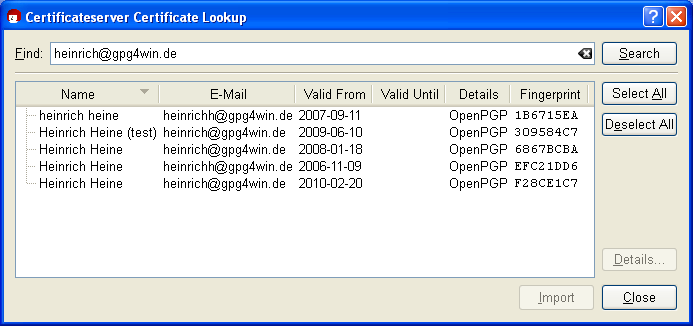 Certificateserver Certificate Lookup
Find: heinrich@gpg4win.de Search
Name E-Mail Valid From Valid Until Details Fingerprint Select All
heinrich heine heinrichh@gpg4win.de 2007-09-11 OpenPGP 1B6715EA
Deselect All
Heinrich Heine (test) heinrich@gpg4win.de 2009-06-10 OpenPGP 309584C7
Heinrich Heine heinrich@gpg4win.de 2008-01-18 OpenPGP 6867BCBA
Heinrich Heine heinrichh@gpg4win.de 2006-11-09 OpenPGP EFC21DD6
Heinrich Heine heinrich@gpg4win.de 2010-02-20 OpenPGP F28CE1C7
Details...
Import Close